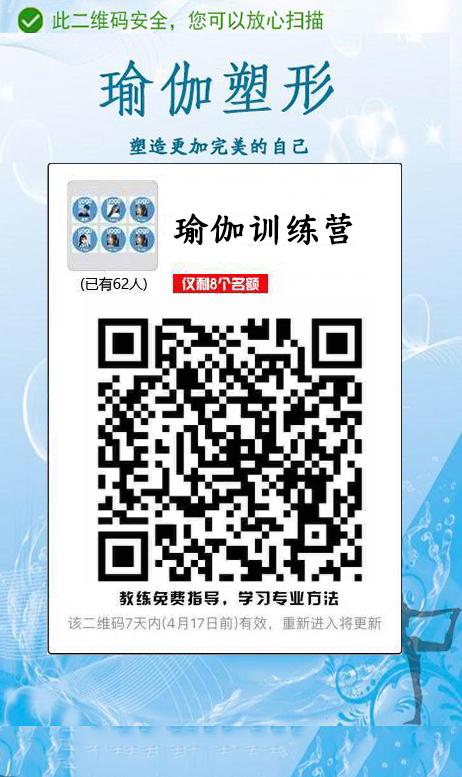 此二维码安全，您可以放心扫描
瑜伽塑形
塑造更加完美的自己
瑜伽训练营
(已有62人)
仅剩8个名额
教练免费指导，学习专业方法
该二维码7天内(4月17日前)有效，重新进入将更新